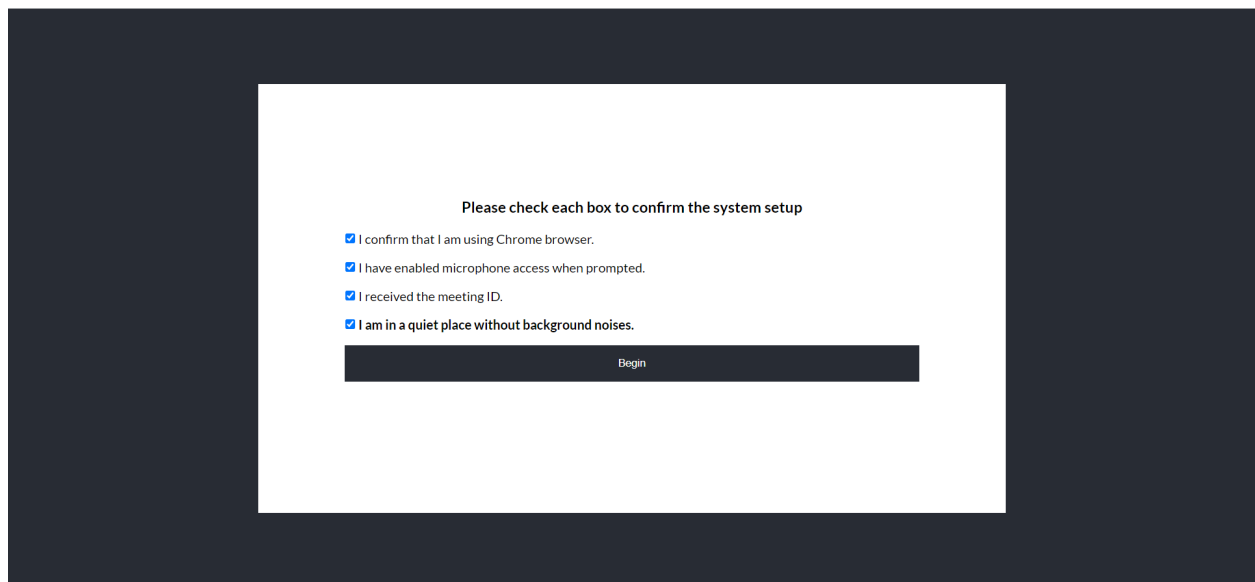 Please check each box to confirm the system setup
I confirm that I am using Chrome browser.
I have enabled microphone access when prompted.
I received the meeting ID.
I am in a quiet place without background noises.
Begin